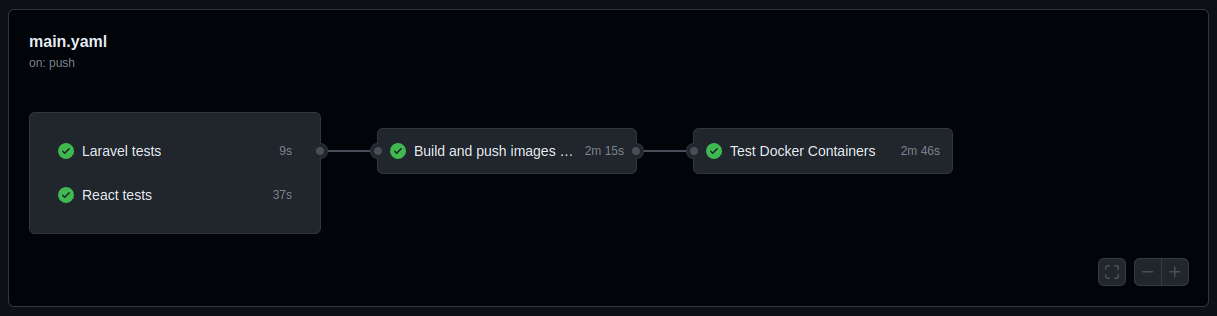 main.yaml
on: push
Laravel tests 9s
React tests 37s
Build and push images ... 2m 15s
Test Docker Containers 2m 46s